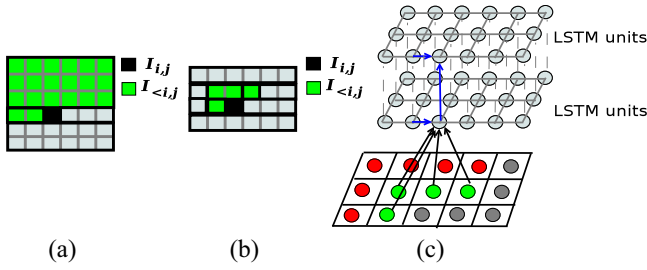 I_{i,j}
I_{<i,j}
(a)
I_{i,j}
I_{<i,j}
(b)
LSTM units
LSTM units
(c)